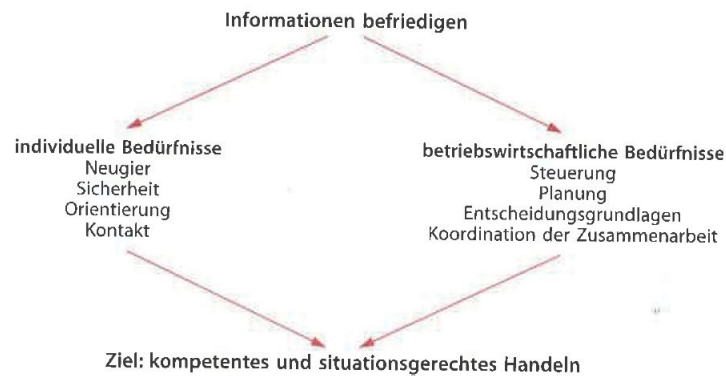 Informationen befriedigen
individuelle Bedürfnisse
Neugier
Sicherheit
Orientierung
Kontakt
betriebswirtschaftliche Bedürfnisse
Steuerung
Planung
Entscheidungsgrundlagen
Koordination der Zusammenarbeit
Ziel: kompetentes und situationsgerechtes Handeln